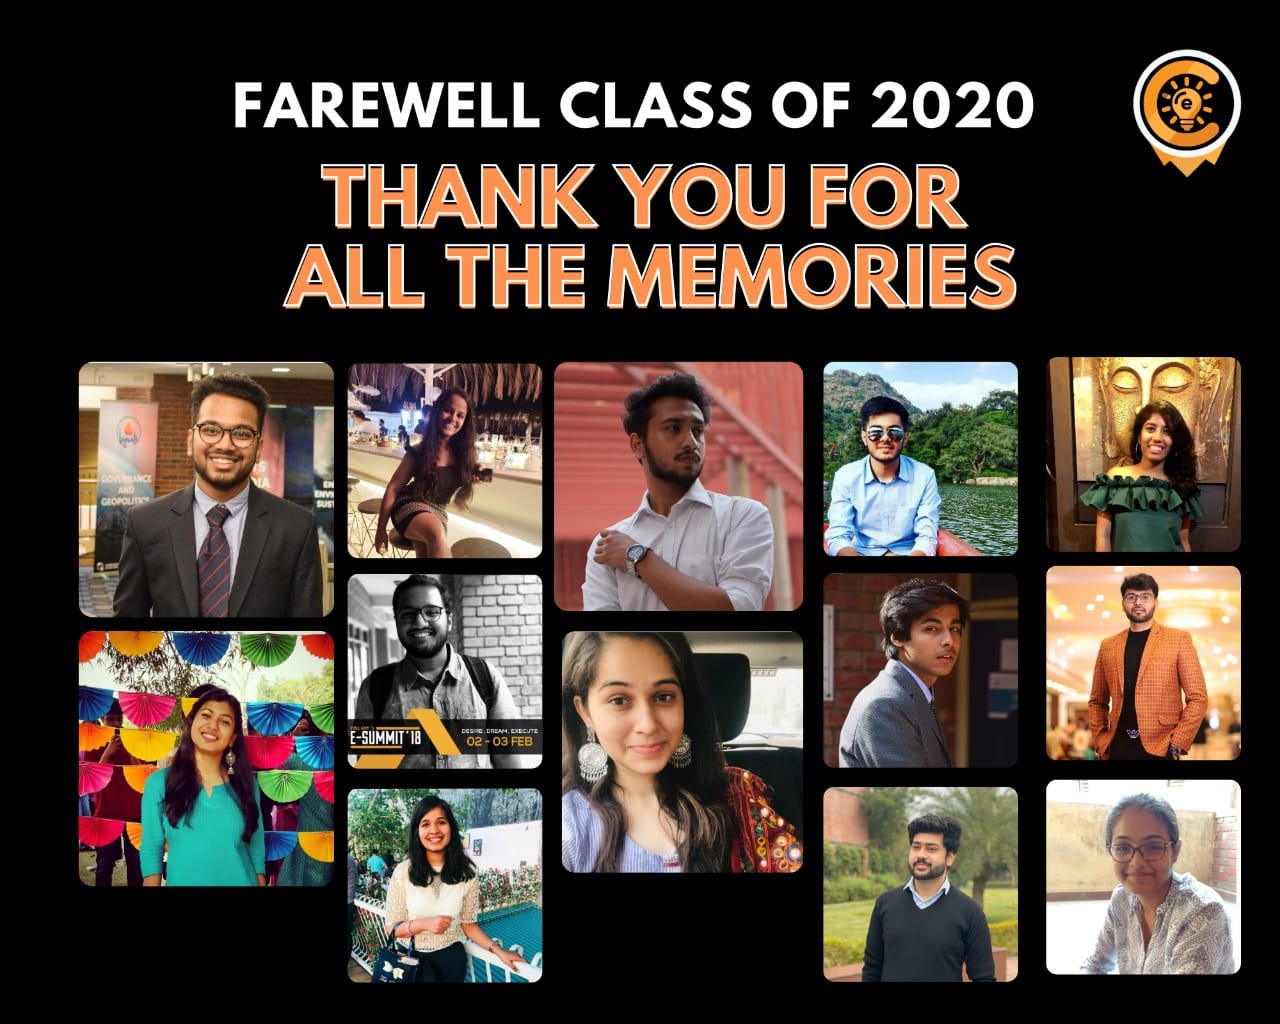 FAREWELL CLASS OF 2020
THANK YOU FOR
ALL THE MEMORIES
e
GOVERNANCE
AND
GEOPOLITICS
E-SUMMIT'18
DESIRE. DREAM. EXECUTE
02 - 03 FEB